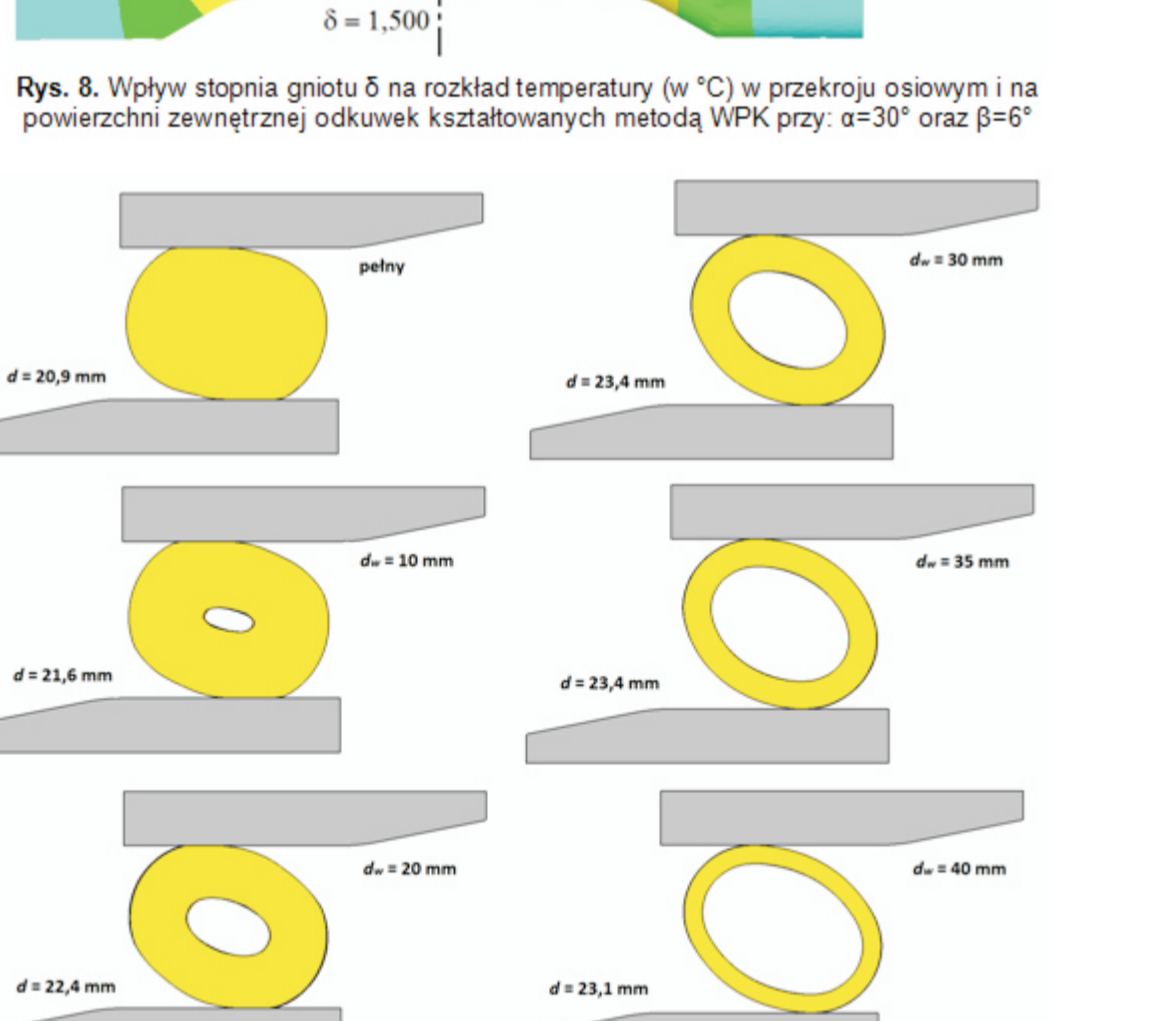 δ = 1,500
Rys. 8. Wpływ stopnia gniotu δ na rozkład temperatury (w °C) w przekroju osiowym i na
powierzchni zewnętrznej odkuwek kształtowanych metodą WPK przy: α=30° oraz β=6°
pełny
d = 20,9 mm
dw = 30 mm
d = 23,4 mm
dw = 10 mm
d = 21,6 mm
dw = 35 mm
d = 23,4 mm
dw = 20 mm
d = 22,4 mm
dw = 40 mm
d = 23,1 mm